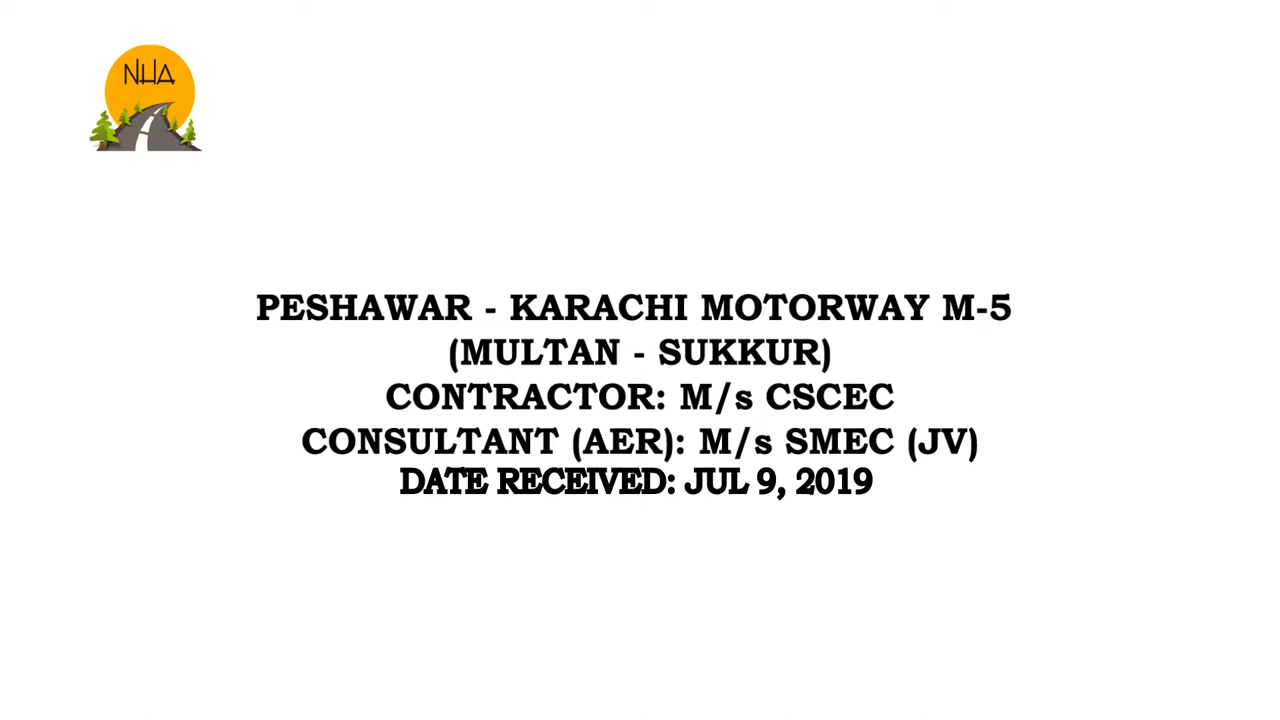 NHA
PESHAWAR - KARACHI MOTORWAY M-5
(MULTAN - SUKKUR)
CONTRACTOR: M/s CSCEC
CONSULTANT (AER): M/s SMEC (JV)
DATE RECEIVED: JUL 9, 2019